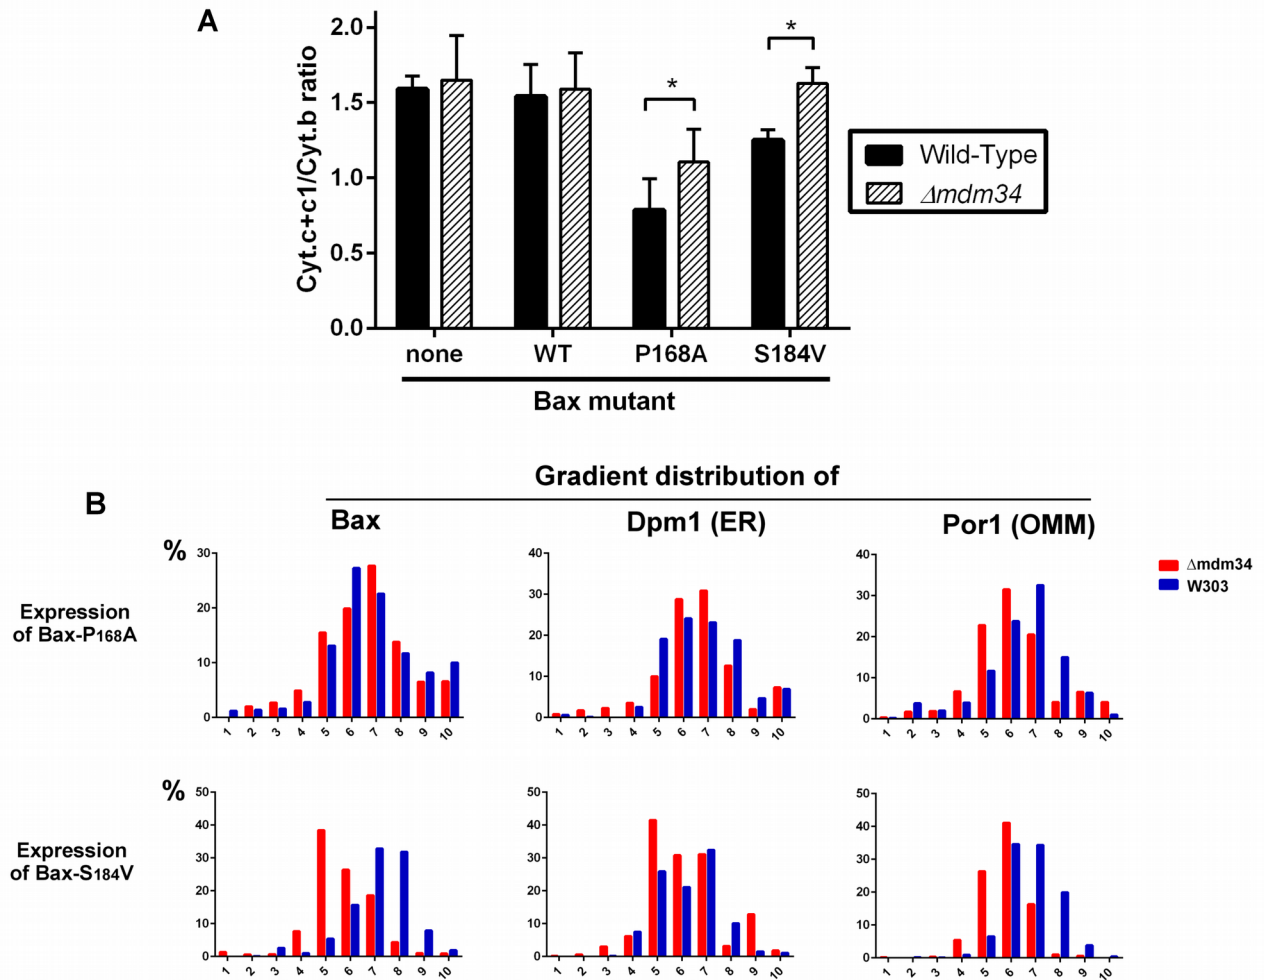 A
Cyt.c+c1/Cyt.b ratio
2.0
1.5
1.0
0.5
0.0
*
*
none WT P168A S184V
Bax mutant
Wild-Type
Δmdm34
B
Gradient distribution of
Bax Dpm1 (ER) Por1 (OMM)
Δmdm34
W303
Expression
of Bax-P168A
%
30
20
10
0
1 2 3 4 5 6 7 8 9 10
40
30
20
10
0
1 2 3 4 5 6 7 8 9 10
40
30
20
10
0
1 2 3 4 5 6 7 8 9 10
Expression
of Bax-S184V
%
50
40
30
20
10
0
1 2 3 4 5 6 7 8 9 10
50
40
30
20
10
0
1 2 3 4 5 6 7 8 9 10
50
40
30
20
10
0
1 2 3 4 5 6 7 8 9 10